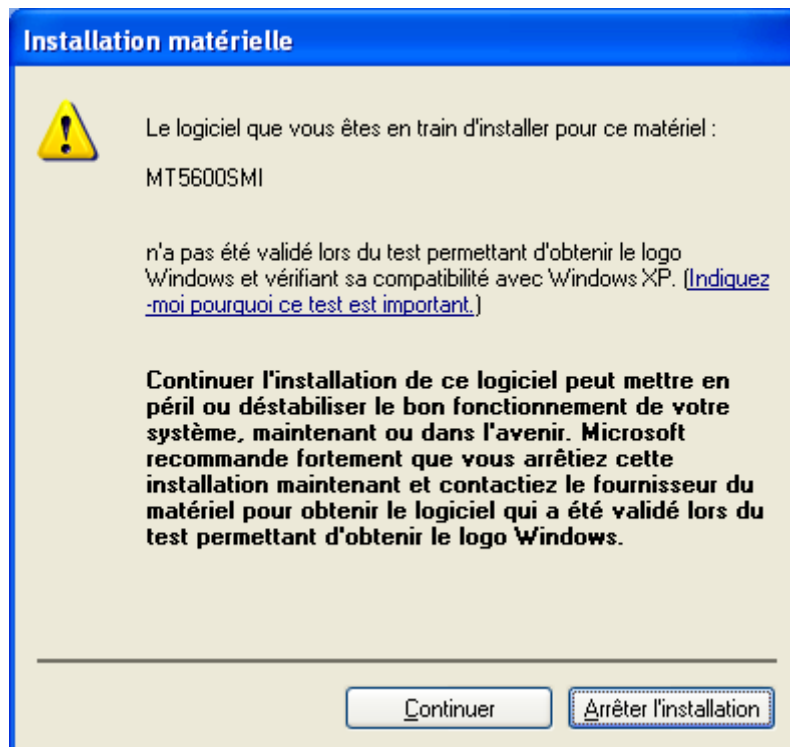 Installation matérielle
Le logiciel que vous êtes en train d'installer pour ce matériel :
MT5600SMI
n'a pas été validé lors du test permettant d'obtenir le logo
Windows et vérifiant sa compatibilité avec Windows XP. (Indiquez
-moi pourquoi ce test est important.)
Continuer l'installation de ce logiciel peut mettre en
péril ou déstabiliser le bon fonctionnement de votre
système, maintenant ou dans l'avenir. Microsoft
recommande fortement que vous arrêtiez cette
installation maintenant et contactiez le fournisseur du
matériel pour obtenir le logiciel qui a été validé lors du
test permettant d'obtenir le logo Windows.
Continuer
Arrêter l'installation